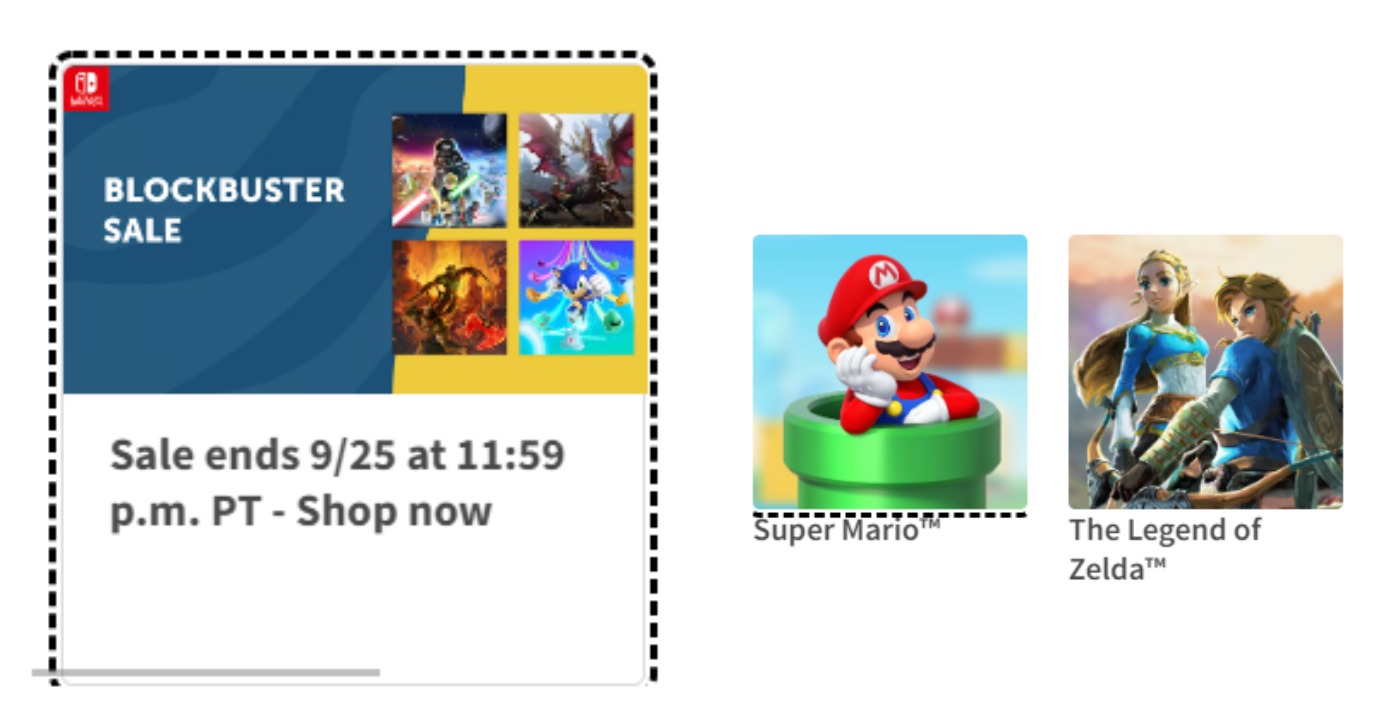 BLOCKBUSTER
SALE
Sale ends 9/25 at 11:59
p.m. PT - Shop now
M
Super Mario™
The Legend of
Zelda™